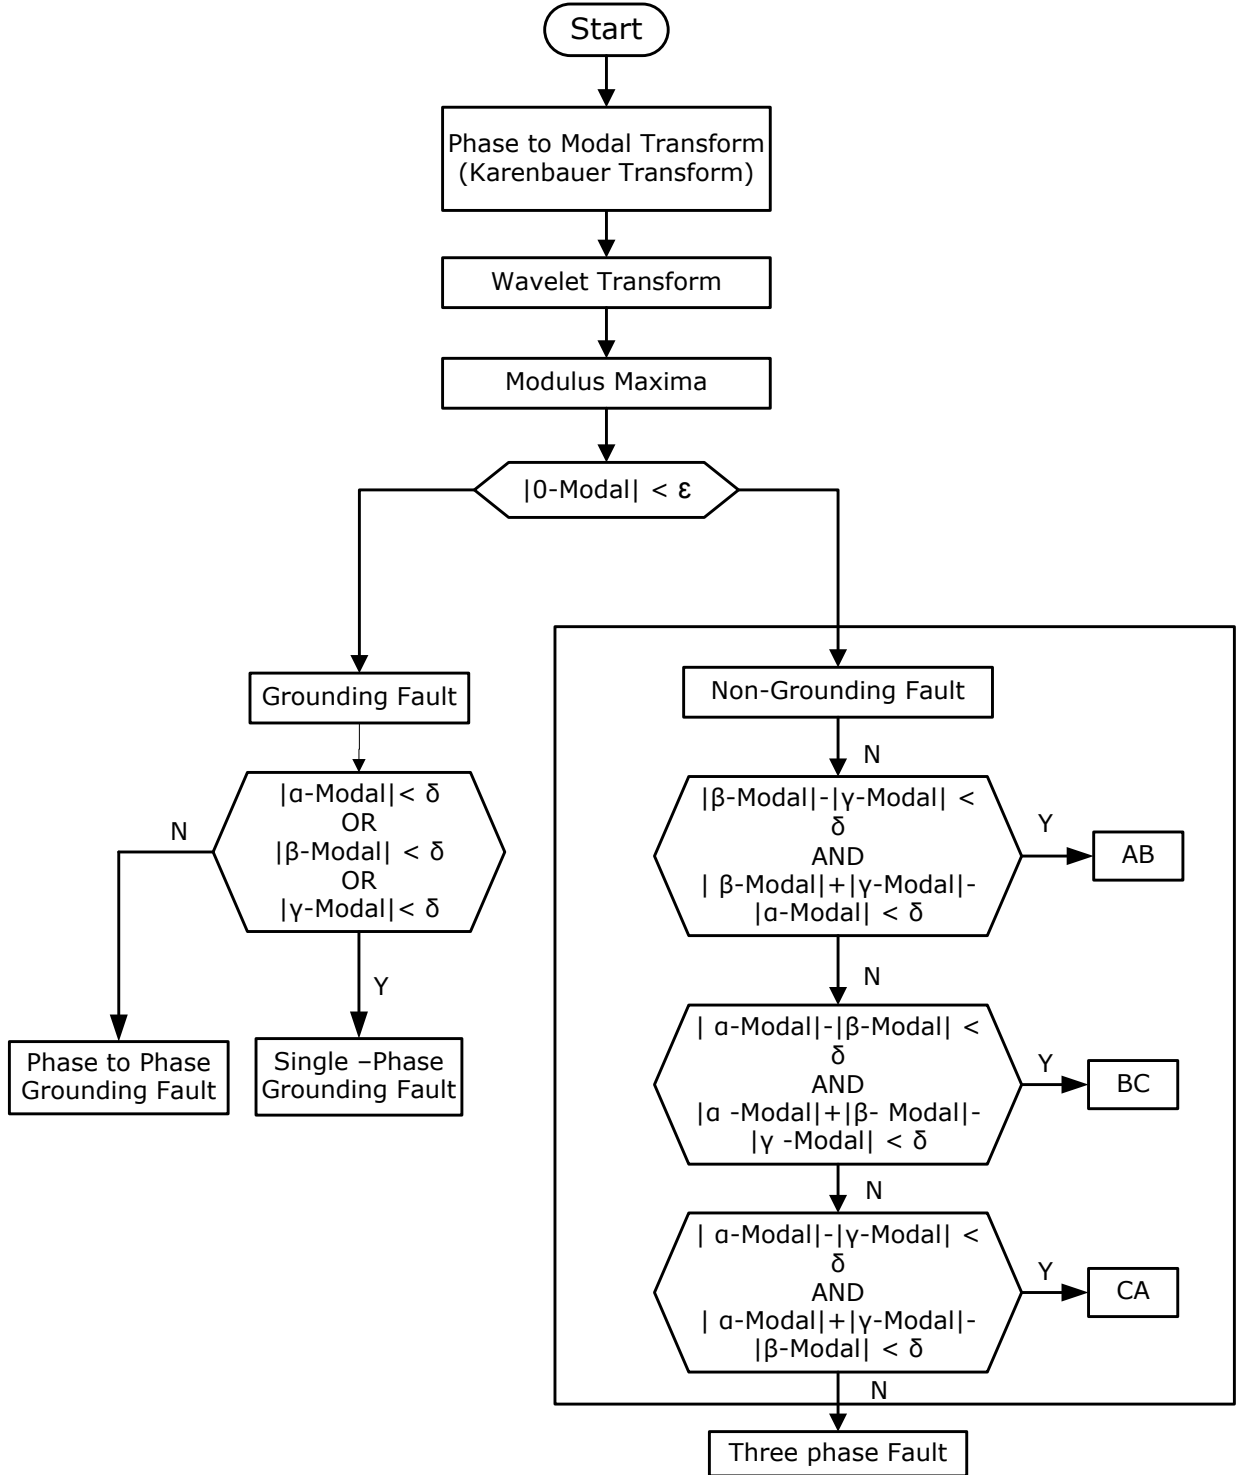 Start
Phase to Modal Transform
(Karenbauer Transform)
Wavelet Transform
Modulus Maxima
|0-Modal| < ε
Grounding Fault
|α-Modal|< δ
OR
|β-Modal| < δ
OR
|γ-Modal|< δ
N
Y
Phase to Phase
Grounding Fault
Single –Phase
Grounding Fault
Non-Grounding Fault
N
|β-Modal|-|γ-Modal| <
δ
AND
| β-Modal|+|γ-Modal|-
|α-Modal| < δ
Y
AB
N
| α-Modal|-|β-Modal| <
δ
AND
|α -Modal|+|β- Modal|-
|γ -Modal| < δ
Y
BC
N
| α-Modal|-|γ-Modal| <
δ
AND
| α-Modal|+|γ-Modal|-
|β-Modal| < δ
Y
CA
N
Three phase Fault